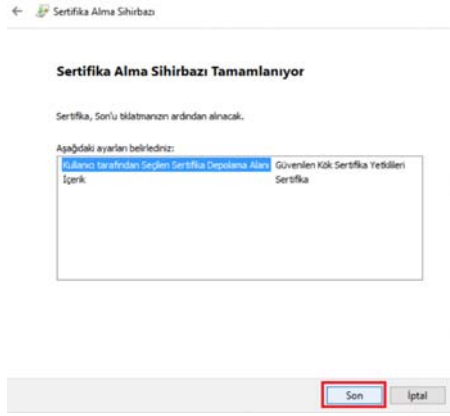 Sertifika Alma Sihirbazı
Sertifika Alma Sihirbazı Tamamlanıyor
Sertifika, Son'u tıklatmanızın ardından alınacak.
Aşağıdaki ayarları belirlediniz:
Kullanıcı tarafından Seçilen Sertifika Depolama Alanı Güvenilen Kök Sertifika Yetkilileri
İçerik Sertifika
Son İptal